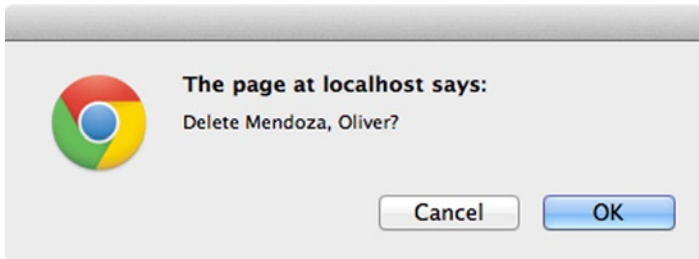 The page at localhost says:
Delete Mendoza, Oliver?
Cancel OK